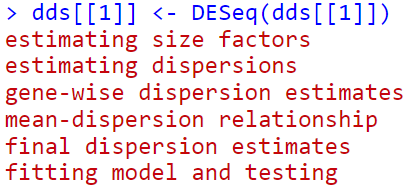 > dds[[1]] <- DESeq(dds[[1]])
estimating size factors
estimating dispersions
gene-wise dispersion estimates
mean-dispersion relationship
final dispersion estimates
fitting model and testing